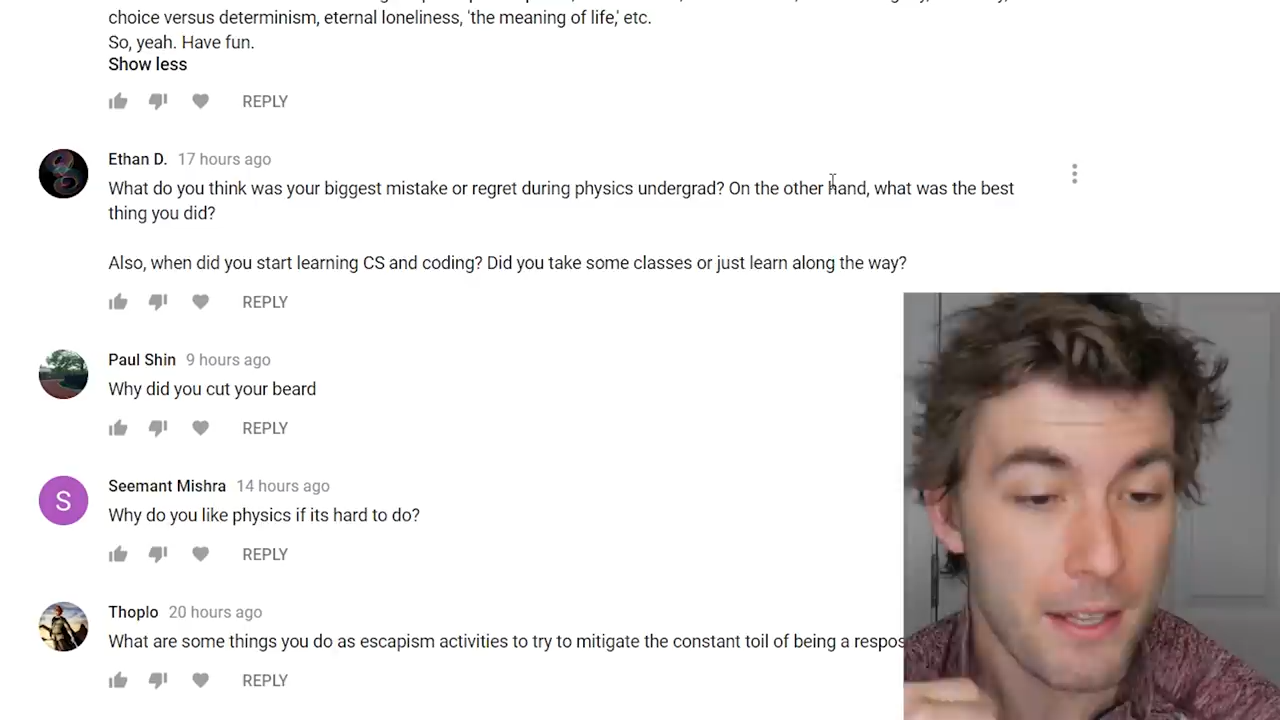 choice versus determinism, eternal loneliness, 'the meaning of life,' etc.
So, yeah. Have fun.
Show less
REPLY
Ethan D. 17 hours ago
What do you think was your biggest mistake or regret during physics undergrad? On the other hand, what was the best
thing you did?
Also, when did you start learning CS and coding? Did you take some classes or just learn along the way?
REPLY
Paul Shin 9 hours ago
Why did you cut your beard
REPLY
S
Seemant Mishra 14 hours ago
Why do you like physics if its hard to do?
REPLY
Thoplo 20 hours ago
What are some things you do as escapism activities to try to mitigate the constant toil of being a respos
REPLY